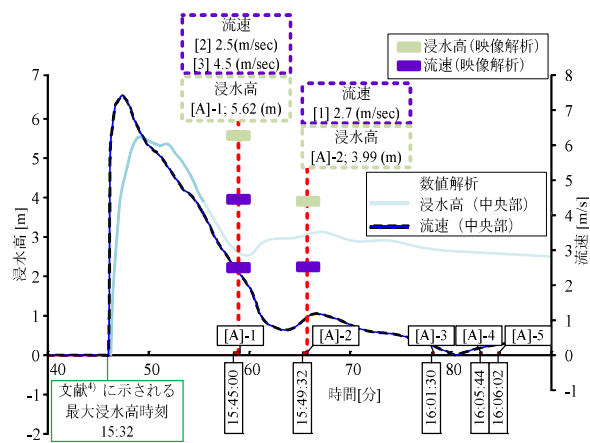 流速
[2] 2.5(m/sec)
[3] 4.5 (m/sec)
浸水高
[A]-1; 5.62 (m)
流速
[1] 2.7 (m/sec)
浸水高
[A]-2; 3.99 (m)
浸水高(映像解析)
流速(映像解析)
数値解析
浸水高(中央部)
流速(中央部)
浸水高 [m]
7
6
5
4
3
2
1
0
-1
-2
流速 [m/s]
8
7
6
5
4
3
2
1
0
-1
40
50
60
70
80
時間[分]
[A]-1
[A]-2
[A]-3
[A]-4
[A]-5
15:45:00
15:49:32
16:01:30
16:05:44
16:06:02
文献4) に示される
最大浸水高時刻
15:32